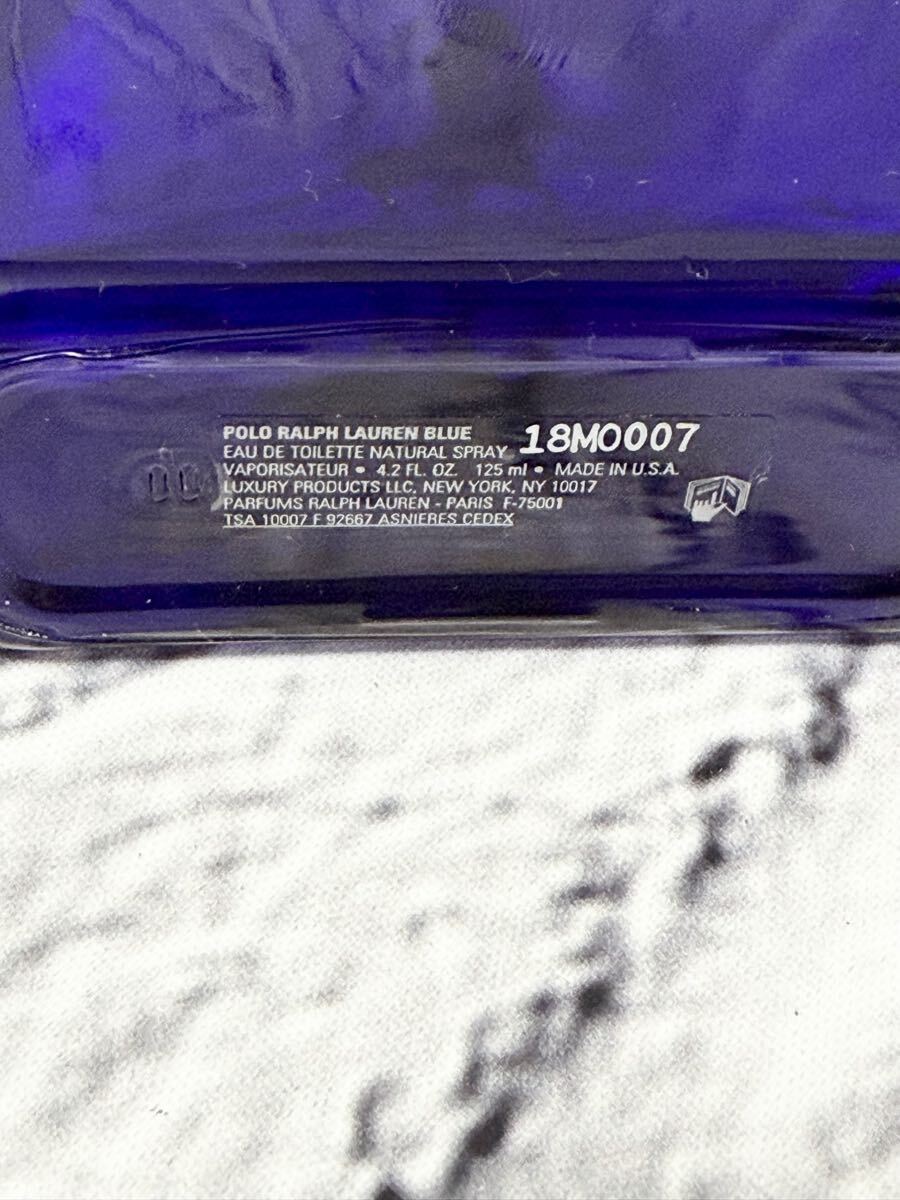 POLO RALPH LAUREN BLUE
EAU DE TOILETTE NATURAL SPRAY 18M0007
VAPORISATEUR • 4.2 FL. OZ. 125 ml • MADE IN U.S.A.
LUXURY PRODUCTS LLC, NEW YORK, NY 10017
PARFUMS RALPH LAUREN - PARIS F-75001
TSA 10007 F 92667 ASNIERES CEDEX